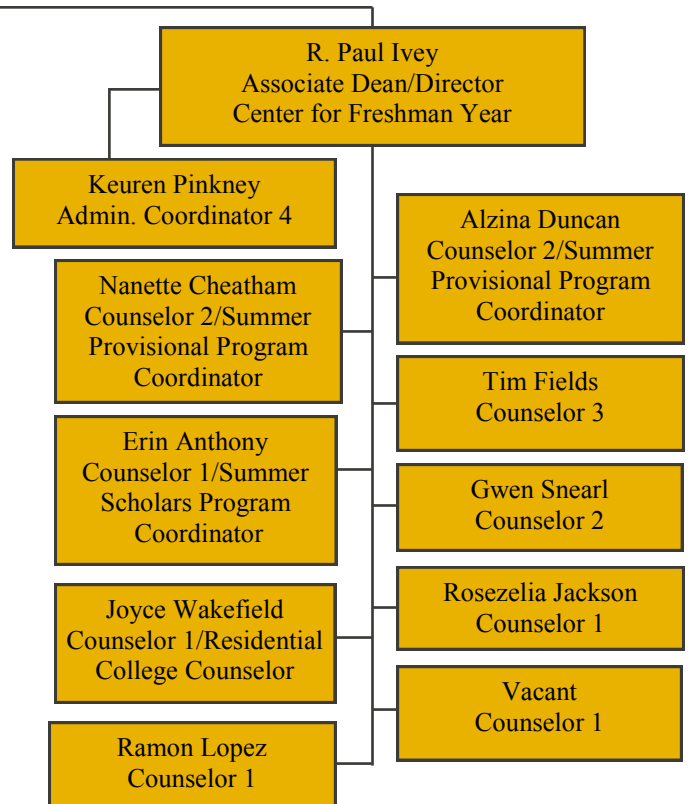 R. Paul Ivey
Associate Dean/Director
Center for Freshman Year
Keuren Pinkney
Admin. Coordinator 4
Alzina Duncan
Counselor 2/Summer
Provisional Program
Coordinator
Nanette Cheatham
Counselor 2/Summer
Provisional Program
Coordinator
Tim Fields
Counselor 3
Erin Anthony
Counselor 1/Summer
Scholars Program
Coordinator
Gwen Snearl
Counselor 2
Rosezelia Jackson
Counselor 1
Joyce Wakefield
Counselor 1/Residential
College Counselor
Vacant
Counselor 1
Ramon Lopez
Counselor 1